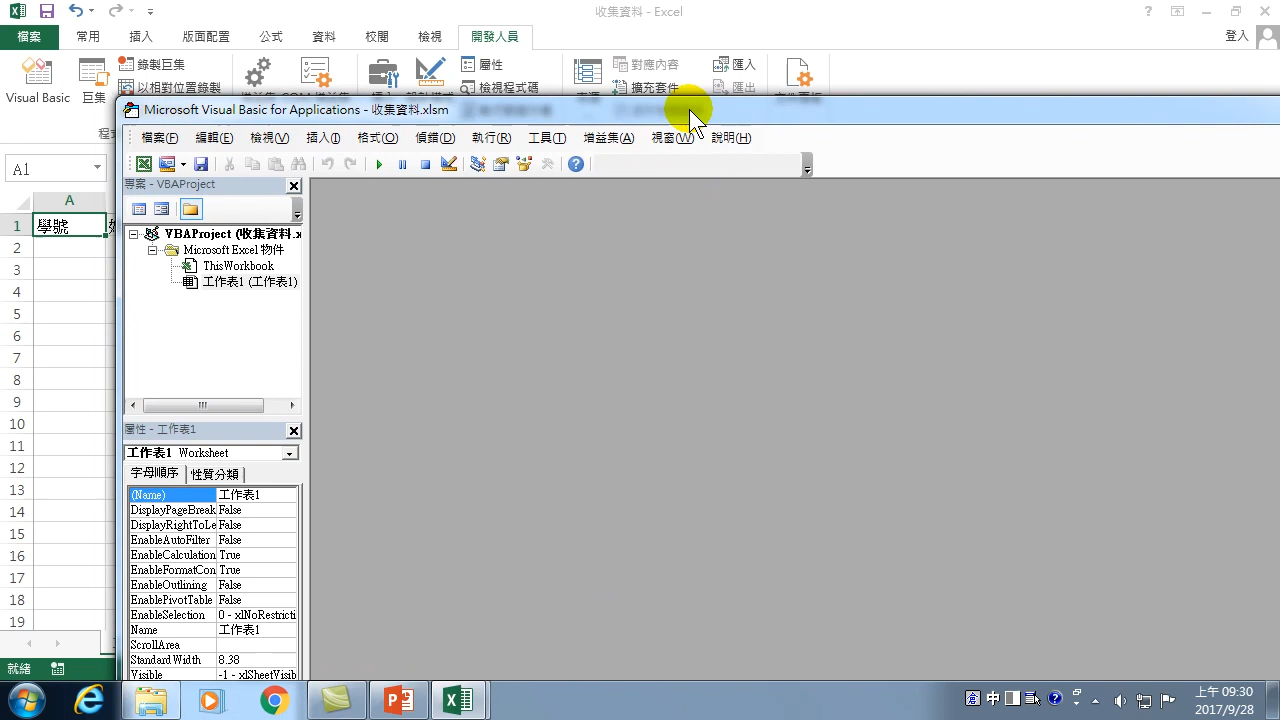 收集資料 - Excel
檔案 常用 插入 版面配置 公式 資料 校閱 檢視 開發人員 登入
錄製巨集 屬性 對應內容 匯入
以相對位置錄製 檢視程式碼 擴充套件 匯出
Visual Basic 巨集
Microsoft Visual Basic for Applications - 收集資料.xlsm
檔案(F) 編輯(E) 檢視(V) 插入(I) 格式(O) 偵錯(D) 執行(R) 工具(T) 增益集(A) 視窗(W) 說明(H)
A1
專案 - VBAProject
A
1 學號
2
3
4
5
6
7
8
9
10
11
12
13
14
15
16
17
18
19
VBAProject (收集資料.x
Microsoft Excel 物件
ThisWorkbook
工作表1 (工作表1)
屬性 - 工作表1
工作表1 Worksheet
字母順序 性質分類
(Name) 工作表1
DisplayPageBreak False
DisplayRightToLe False
EnableAutoFilter False
EnableCalculation True
EnableFormatCon True
EnableOutlining False
EnablePivotTable False
EnableSelection 0 - xlNoRestricti
Name 工作表1
ScrollArea
StandardWidth 8.38
Visible -1 - xlSheetVisib
就緒
中
上午 09:30
2017/9/28